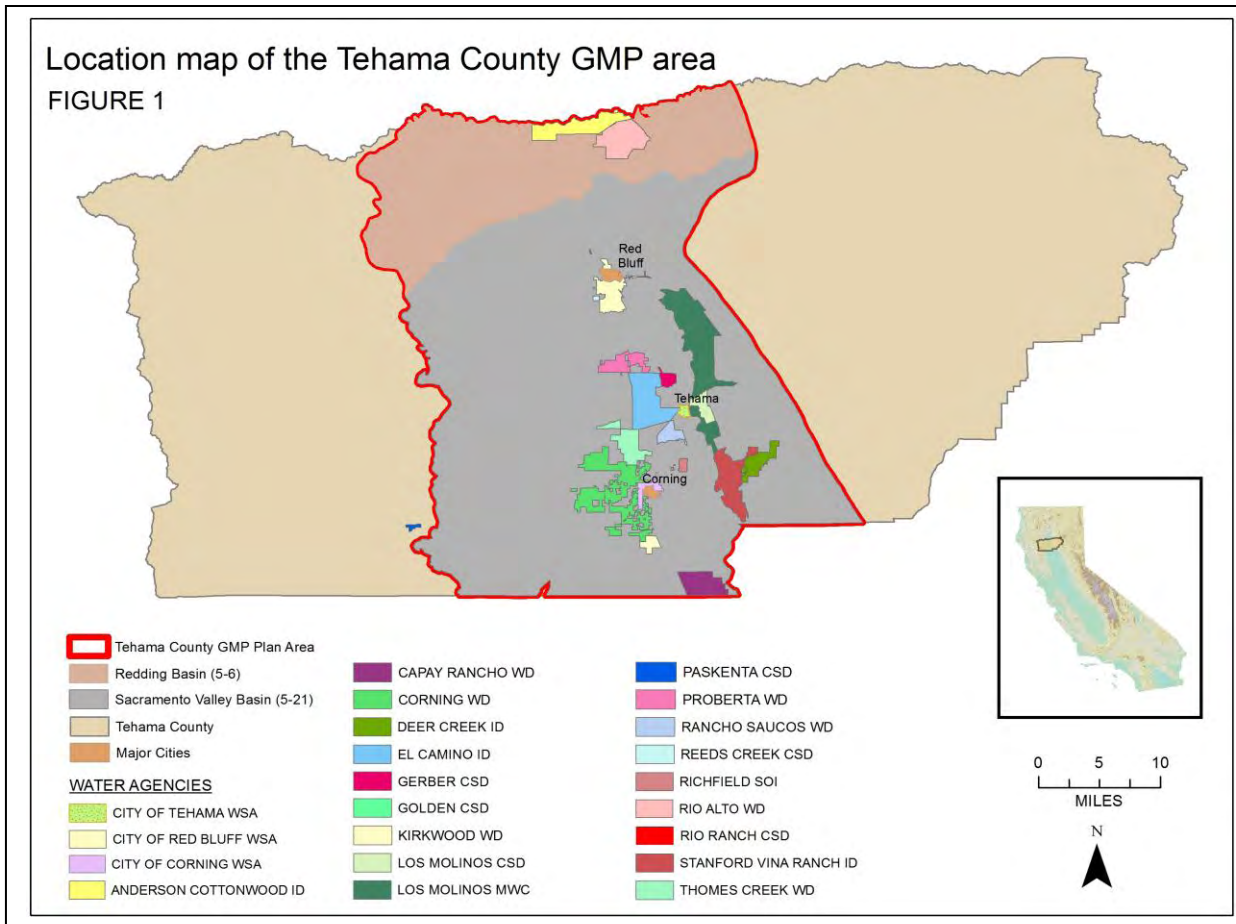 Location map of the Tehama County GMP area
FIGURE 1
Red
Bluff
Tehama
Corning
Tehama County GMP Plan Area
Redding Basin (5-6)
Sacramento Valley Basin (5-21)
Tehama County
Major Cities
WATER AGENCIES
CITY OF TEHAMA WSA
CITY OF RED BLUFF WSA
CITY OF CORNING WSA
ANDERSON COTTONWOOD ID
CAPAY RANCHO WD
CORNING WD
DEER CREEK ID
EL CAMINO ID
GERBER CSD
GOLDEN CSD
KIRKWOOD WD
LOS MOLINOS CSD
LOS MOLINOS MWC
PASKENTA CSD
PROBERTA WD
RANCHO SAUCOS WD
REEDS CREEK CSD
RICHFIELD SOI
RIO ALTO WD
RIO RANCH CSD
STANFORD VINA RANCH ID
THOMES CREEK WD
0 5 10
MILES
N